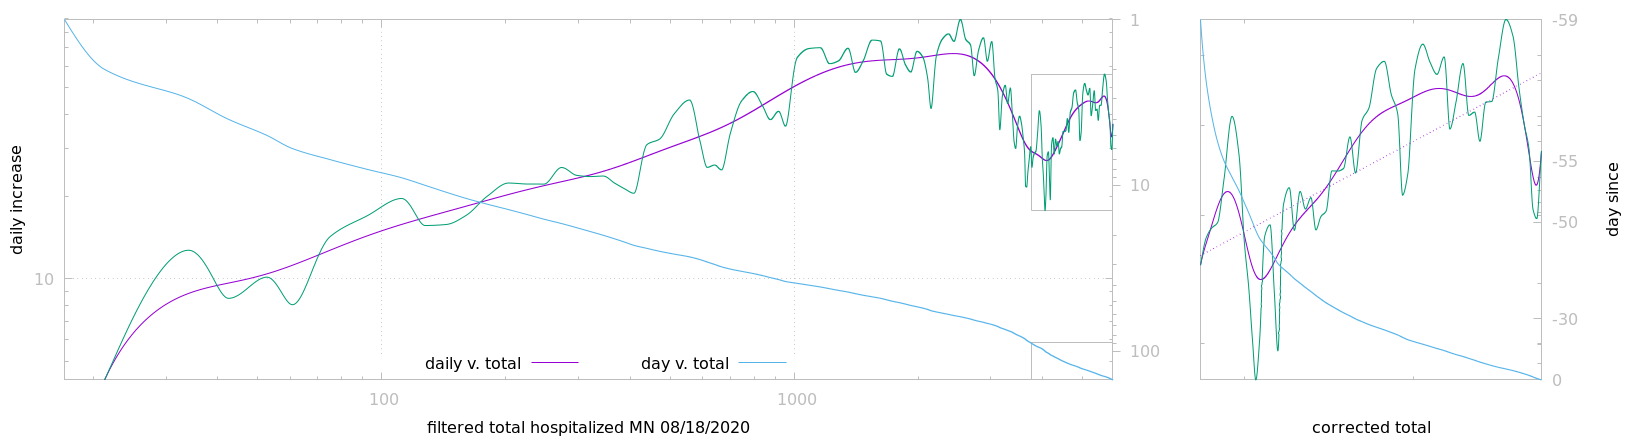 daily increase
10
100
1000
1
10
100
daily v. total
day v. total
filtered total hospitalized MN 08/18/2020
-59
-55
-50
-30
0
day since
corrected total